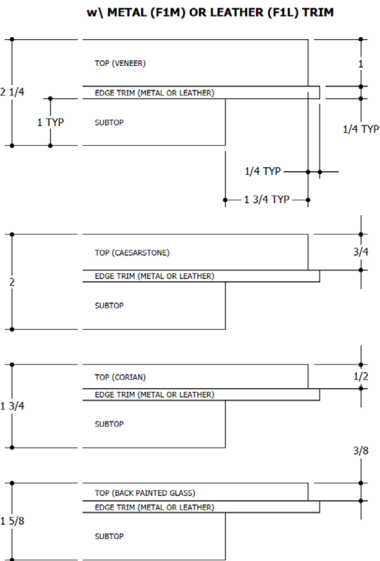 w\ METAL (F1M) OR LEATHER (F1L) TRIM
TOP (VENEER)
1
2 1/4
EDGE TRIM (METAL OR LEATHER)
1 TYP
SUBTOP
1/4 TYP
1/4 TYP
1 3/4 TYP
TOP (CAESARSTONE)
3/4
EDGE TRIM (METAL OR LEATHER)
2
SUBTOP
TOP (CORIAN)
1/2
EDGE TRIM (METAL OR LEATHER)
1 3/4
SUBTOP
3/8
TOP (BACK PAINTED GLASS)
EDGE TRIM (METAL OR LEATHER)
1 5/8
SUBTOP